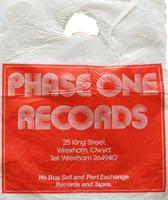 PHASE ONE
RECORDS
25 King Street,
Wrexham, Clwyd.
Tel. Wrexham 264940
We Buy, Sell and Part Exchange
Records and Tapes.